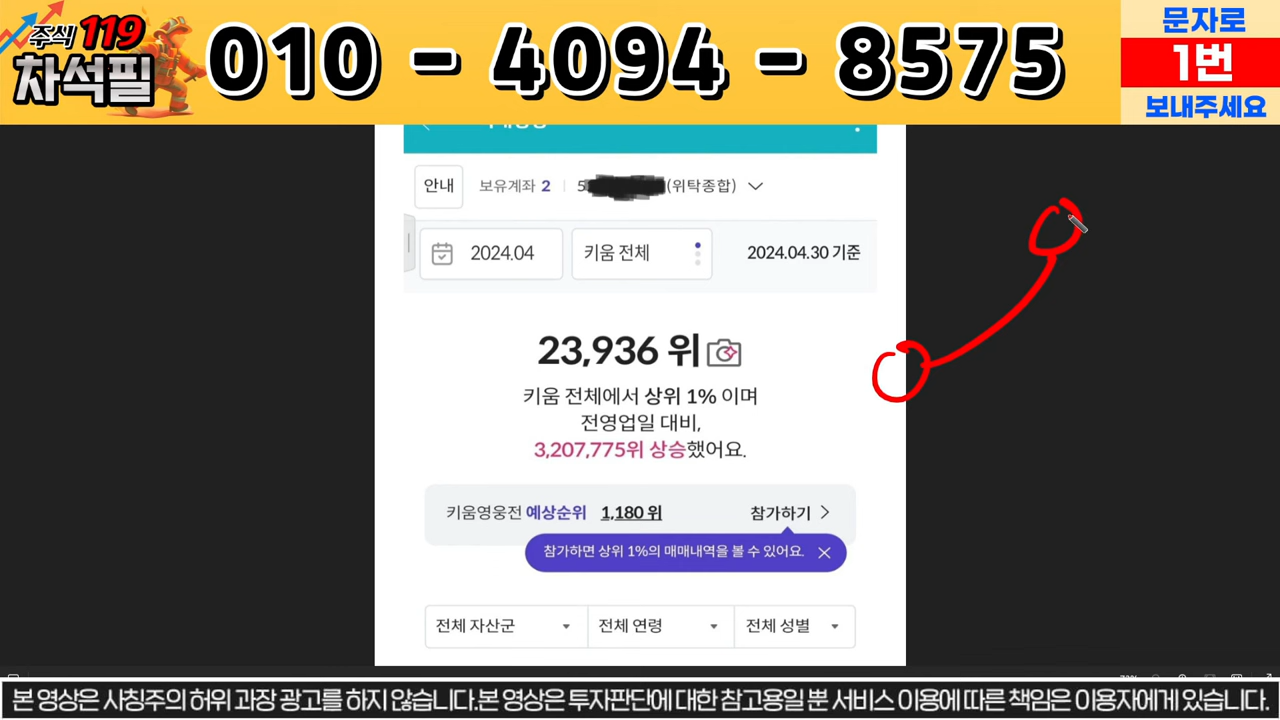 주식 119
차석필
010 - 4094 - 8575
문자로
1번
보내주세요
안내
보유계좌 2
5
(위탁종합)
2024.04
키움 전체
2024.04.30 기준
23,936 위
키움 전체에서 상위 1% 이며
전영업일 대비,
3,207,775위 상승했어요.
키움영웅전 예상순위 1,180 위
참가하기
참가하면 상위 1%의 매매내역을 볼 수 있어요.
전체 자산군
전체 연령
전체 성별
본 영상은 사칭주의 허위 과장 광고를 하지 않습니다.본 영상은 투자판단에 대한 참고용일 뿐 서비스 이용에 따른 책임은 이용자에게 있습니다.